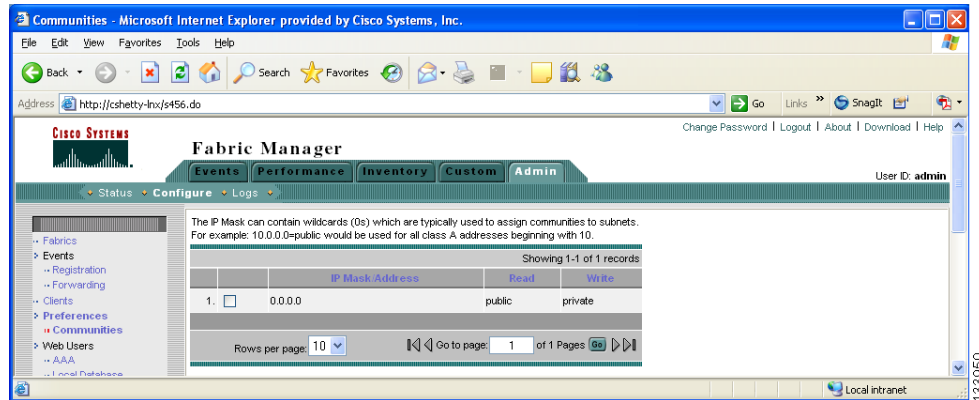 Communities - Microsoft Internet Explorer provided by Cisco Systems, Inc.
File Edit View Favorites Tools Help
Back Search Favorites
Address http://cshetty-lnx/s456.do Go Links » SnagIt
Change Password | Logout | About | Download | Help
CISCO SYSTEMS
Fabric Manager
Events Performance Inventory Custom Admin
User ID: admin
Status Configure Logs
The IP Mask can contain wildcards (0s) which are typically used to assign communities to subnets.
For example: 10.0.0.0=public would be used for all class A addresses beginning with 10.
Fabrics
Events
Registration
Forwarding
Clients
Preferences
Communities
Web Users
AAA
Local Database
Showing 1-1 of 1 records
IP Mask/Address Read Write
1. 0.0.0.0 public private
Rows per page: 10 Go to page: 1 of 1 Pages Go
Local intranet
133950